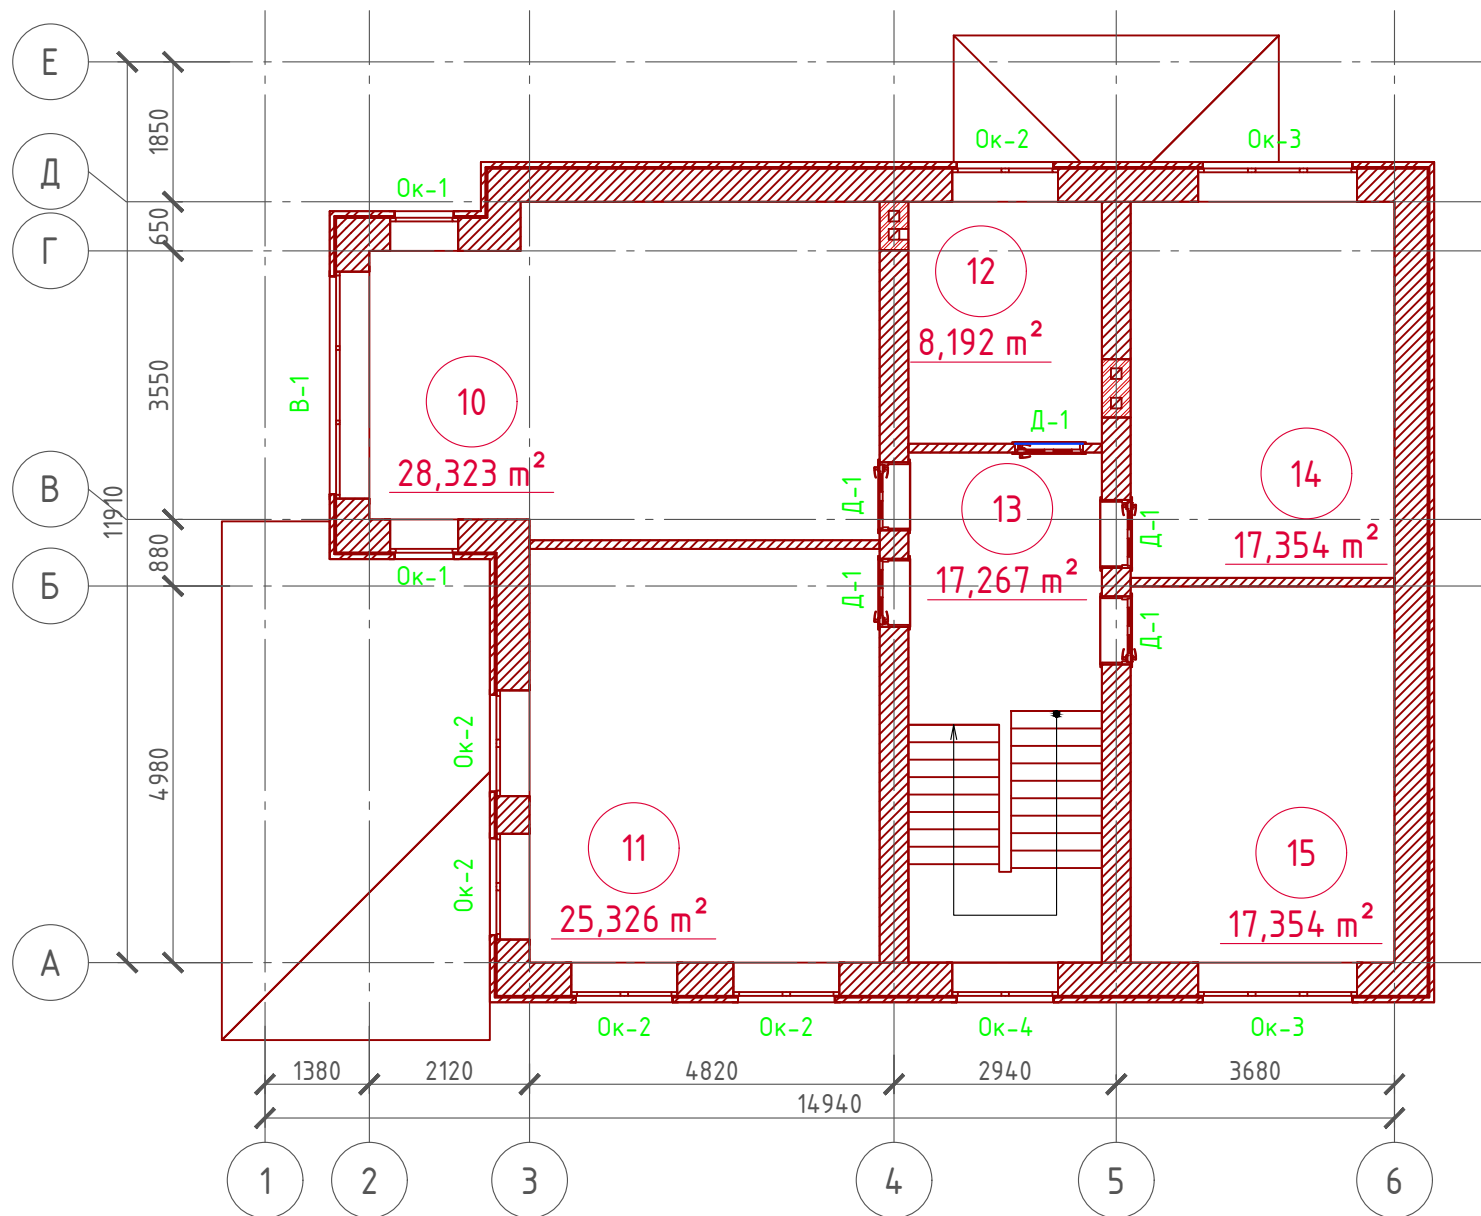 Е
Д
Г
В
Б
А
1850
650
3550
880
4980
11910
Ок-1
Ок-2
Ок-3
В-1
10
28,323 m²
12
8,192 m²
Д-1
Д-1
13
17,267 m²
Д-1
14
17,354 m²
Д-1
Д-1
Ок-1
Ок-2
Ок-2
11
25,326 m²
15
17,354 m²
Ок-2
Ок-2
Ок-4
Ок-3
1380
2120
4820
2940
3680
14940
1
2
3
4
5
6